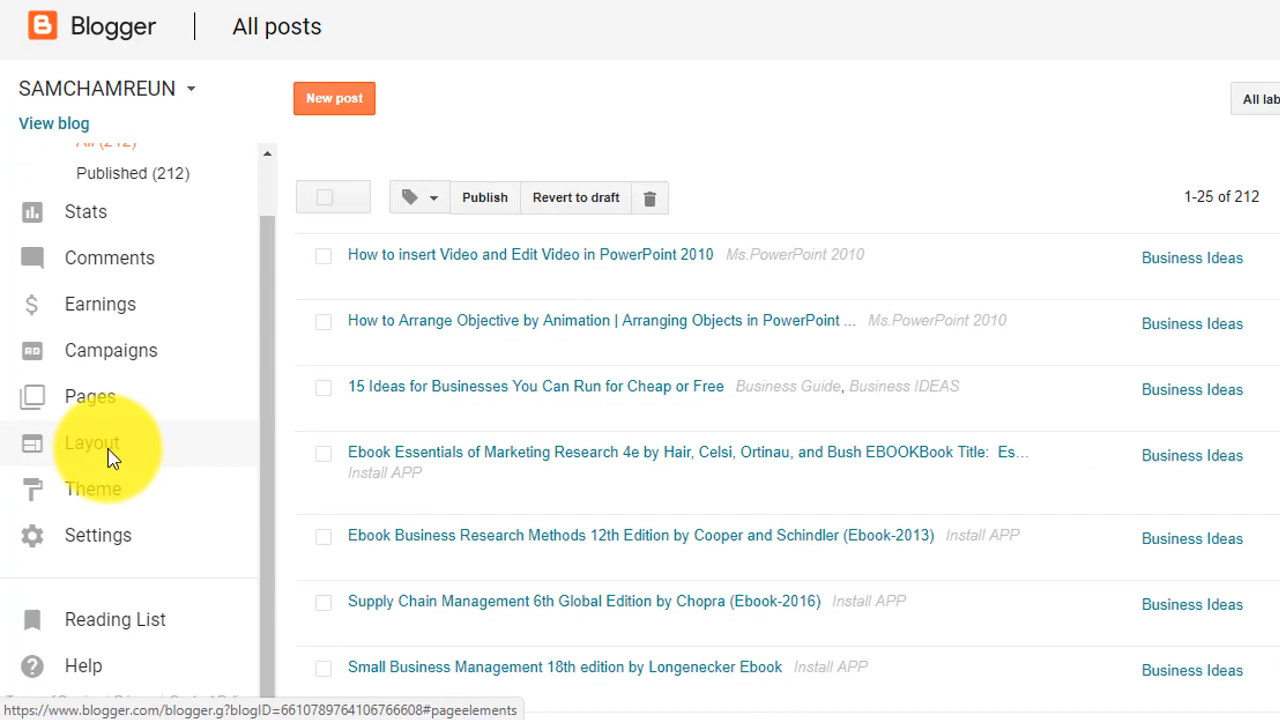 Blogger
All posts
SAMCHAMREUN
View blog
All (212)
Published (212)
Stats
Comments
Earnings
Campaigns
Pages
Layout
Theme
Settings
Reading List
Help
New post
All lab
Publish
Revert to draft
1-25 of 212
How to insert Video and Edit Video in PowerPoint 2010 Ms.PowerPoint 2010
Business Ideas
How to Arrange Objective by Animation | Arranging Objects in PowerPoint ... Ms.PowerPoint 2010
Business Ideas
15 Ideas for Businesses You Can Run for Cheap or Free Business Guide, Business IDEAS
Business Ideas
Ebook Essentials of Marketing Research 4e by Hair, Celsi, Ortinau, and Bush EBOOKBook Title: Es...
Install APP
Business Ideas
Ebook Business Research Methods 12th Edition by Cooper and Schindler (Ebook-2013) Install APP
Business Ideas
Supply Chain Management 6th Global Edition by Chopra (Ebook-2016) Install APP
Business Ideas
Small Business Management 18th edition by Longenecker Ebook Install APP
Business Ideas
https://www.blogger.com/blogger.g?blogID=6610789764106766608#pageelements